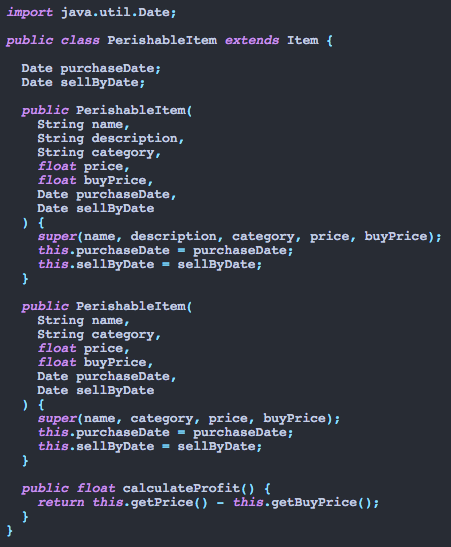 import java.util.Date;
public class PerishableItem extends Item {
Date purchaseDate;
Date sellByDate;
public PerishableItem(
String name,
String description,
String category,
float price,
float buyPrice,
Date purchaseDate,
Date sellByDate
) {
super(name, description, category, price, buyPrice);
this.purchaseDate = purchaseDate;
this.sellByDate = sellByDate;
}
public PerishableItem(
String name,
String category,
float price,
float buyPrice,
Date purchaseDate,
Date sellByDate
) {
super(name, category, price, buyPrice);
this.purchaseDate = purchaseDate;
this.sellByDate = sellByDate;
}
public float calculateProfit() {
return this.getPrice() - this.getBuyPrice();
}
}